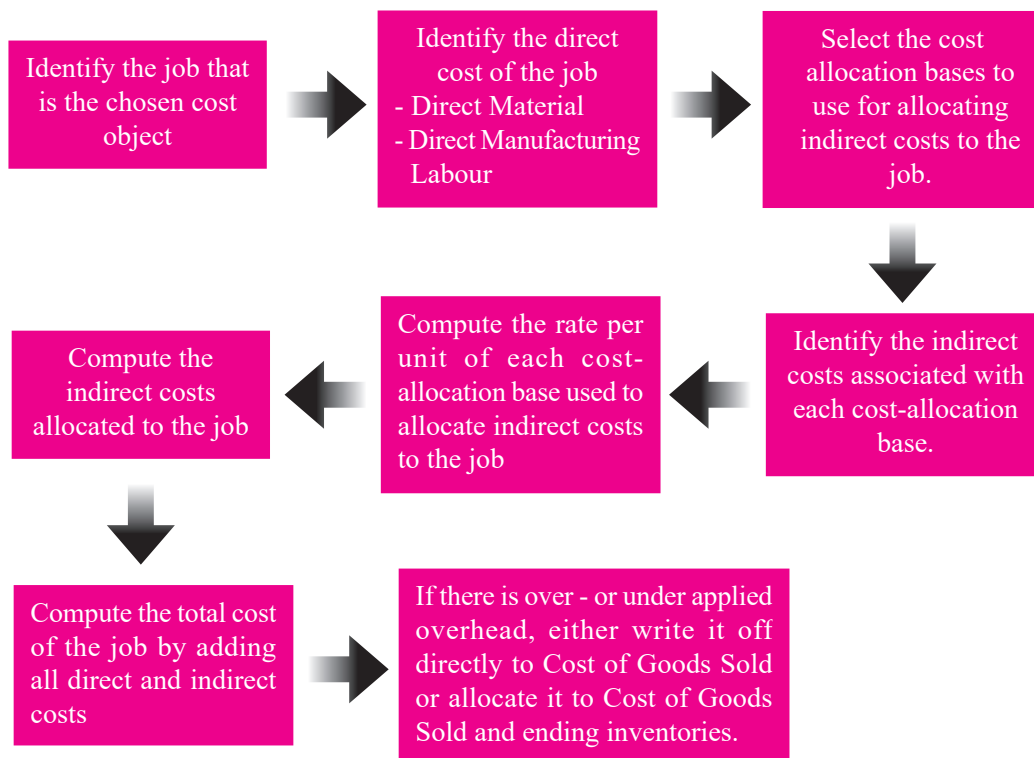 Identify the job that
is the chosen cost
object
Identify the direct
cost of the job
- Direct Material
- Direct Manufacturing
Labour
Select the cost
allocation bases to
use for allocating
indirect costs to the
job.
Identify the indirect
costs associated with
each cost-allocation
base.
Compute the rate per
unit of each cost-
allocation base used to
allocate indirect costs
to the job
Compute the
indirect costs
allocated to the job
Compute the total cost
of the job by adding
all direct and indirect
costs
If there is over - or under applied
overhead, either write it off
directly to Cost of Goods Sold
or allocate it to Cost of Goods
Sold and ending inventories.